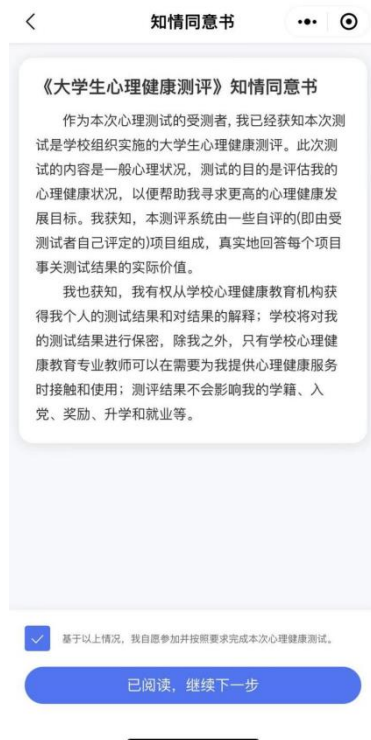 知情同意书
《大学生心理健康测评》知情同意书
作为本次心理测试的受测者，我已经获知本次测
试是学校组织实施的大学生心理健康测评。此次测
试的内容是一般心理状况，测试的目的是评估我的
心理健康状况，以便帮助我寻求更高的心理健康发
展目标。我获知，本测评系统由一些自评的(即由受
测试者自己评定的)项目组成，真实地回答每个项目
事关测试结果的实际价值。
我也获知，我有权从学校心理健康教育机构获
得我个人的测试结果和对结果的解释；学校将对我
的测试结果进行保密，除我之外，只有学校心理健
康教育专业教师可以在需要为我提供心理健康服务
时接触和使用；测评结果不会影响我的学籍、入
党、奖励、升学和就业等。
基于以上情况，我自愿参加并按照要求完成本次心理健康测试。
已阅读，继续下一步